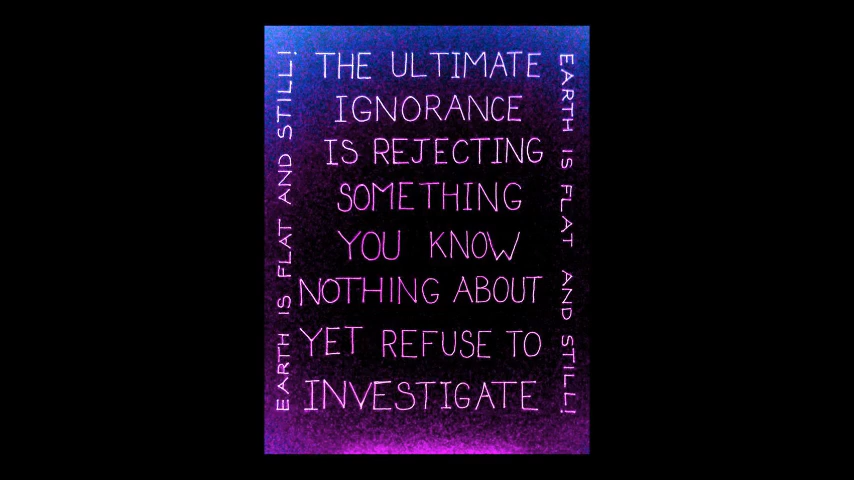 THE ULTIMATE
IGNORANCE
IS REJECTING
SOMETHING
YOU KNOW
NOTHING ABOUT
YET REFUSE TO
INVESTIGATE
EARTH IS FLAT AND STILL!
EARTH IS FLAT AND STILL!